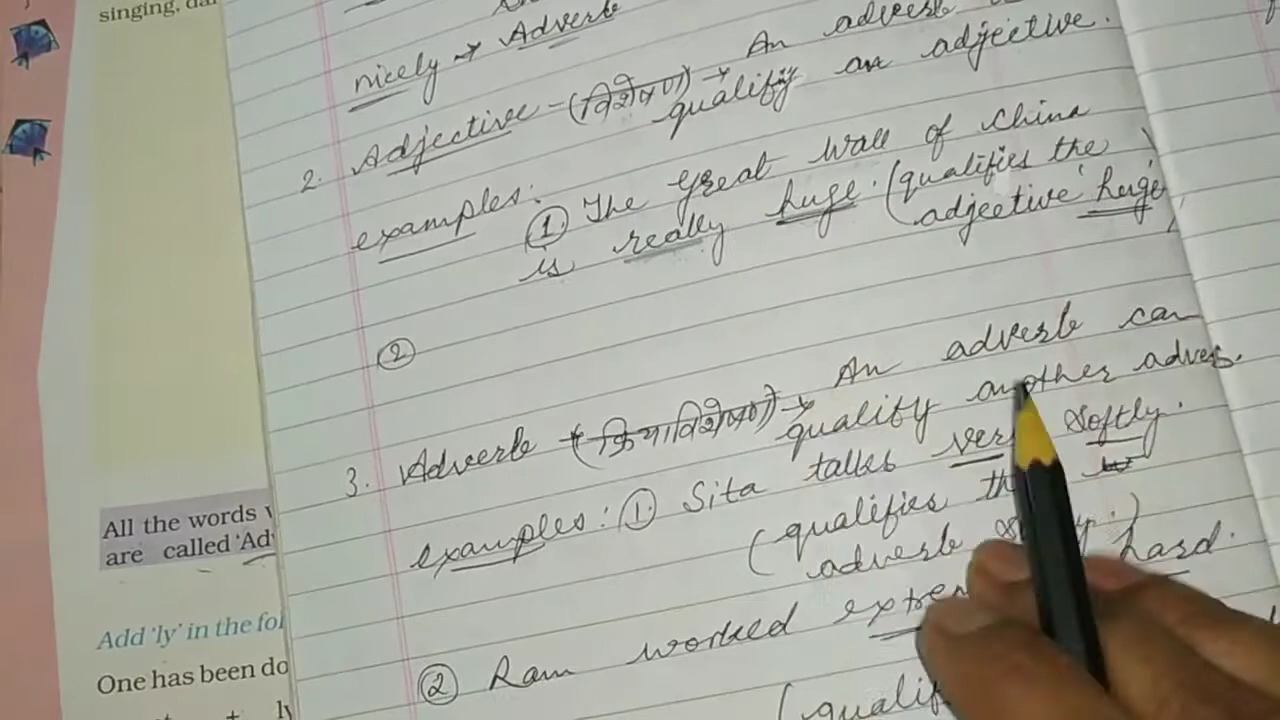 singing, da
nicely → Adverb
2. Adjective - (विशेषण) → An adverb
qualify an adjective.
examples: ① The great wall of china
is really huge. (qualifies the
adjective 'huge'
②
3. Adverb (क्रियाविशेषण) → An adverb can
qualify another adverb.
examples: ① Sita talks very softly.
(qualifies the
adverb
② Ram worked hard.
(qualif
All the words
are called 'Ad
Add 'ly' in the fol
One has been do
+ ly